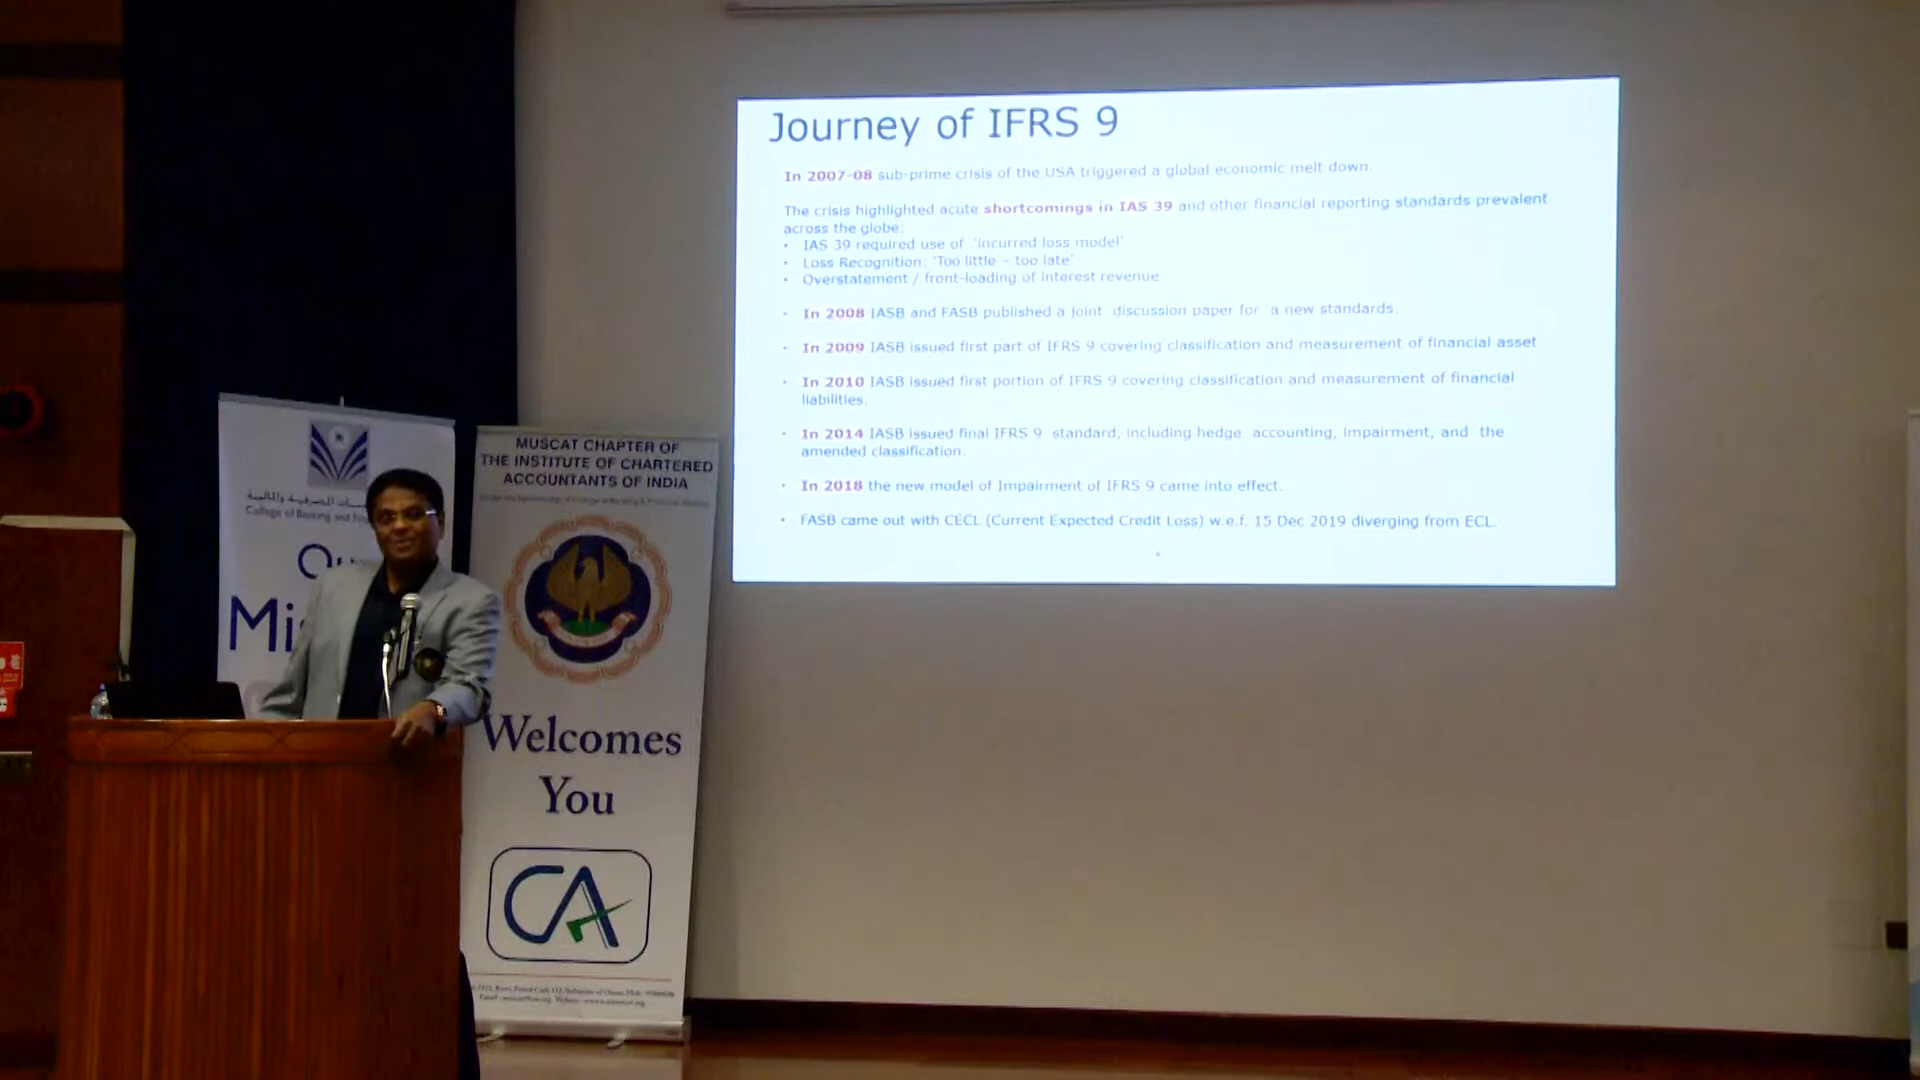 Journey of IFRS 9
In 2007-08 sub-prime crisis of the USA triggered a global economic melt down.
The crisis highlighted acute shortcomings in IAS 39 and other financial reporting standards prevalent
across the globe:
• IAS 39 required use of 'incurred loss model'
• Loss Recognition: 'Too little – too late'
• Overstatement / front-loading of interest revenue
• In 2008 IASB and FASB published a joint discussion paper for a new standards.
• In 2009 IASB issued first part of IFRS 9 covering classification and measurement of financial asset
• In 2010 IASB issued first portion of IFRS 9 covering classification and measurement of financial
liabilities.
• In 2014 IASB issued final IFRS 9 standard, including hedge accounting, impairment, and the
amended classification.
• In 2018 the new model of Impairment of IFRS 9 came into effect.
• FASB came out with CECL (Current Expected Credit Loss) w.e.f. 15 Dec 2019 diverging from ECL.
College of Banking and
MUSCAT CHAPTER OF
THE INSTITUTE OF CHARTERED
ACCOUNTANTS OF INDIA
Welcomes
You
CA